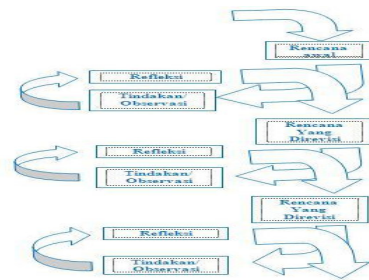 Rencana
awal
Refleksi
Tindakan/
Observasi
Rencana
Yang
Direvisi
Refleksi
Tindakan/
Observasi
Rencana
Yang
Direvisi
Refleksi
Tindakan/
Observasi